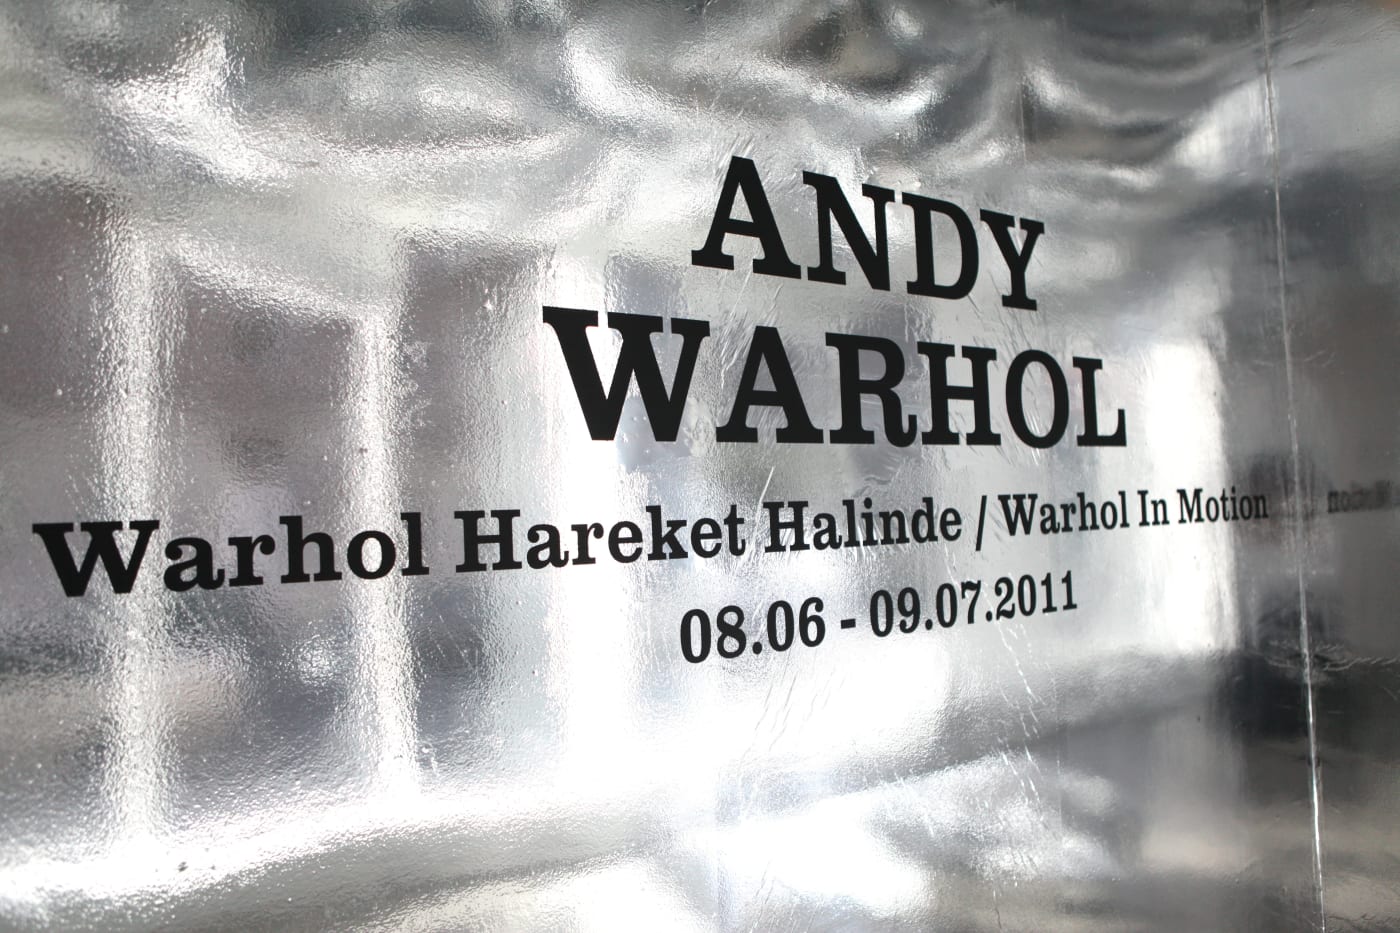 ANDY
WARHOL
Warhol Hareket Halinde / Warhol In Motion
08.06 - 09.07.2011